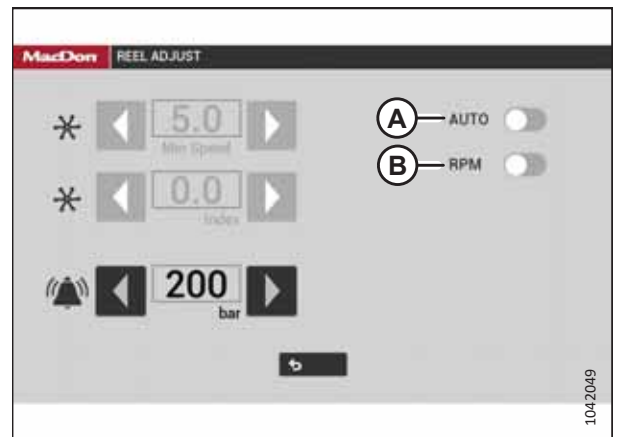 MacDon REEL ADJUST
5.0
Min Speed
0.0
Index
200
bar
A AUTO
B RPM
1042049